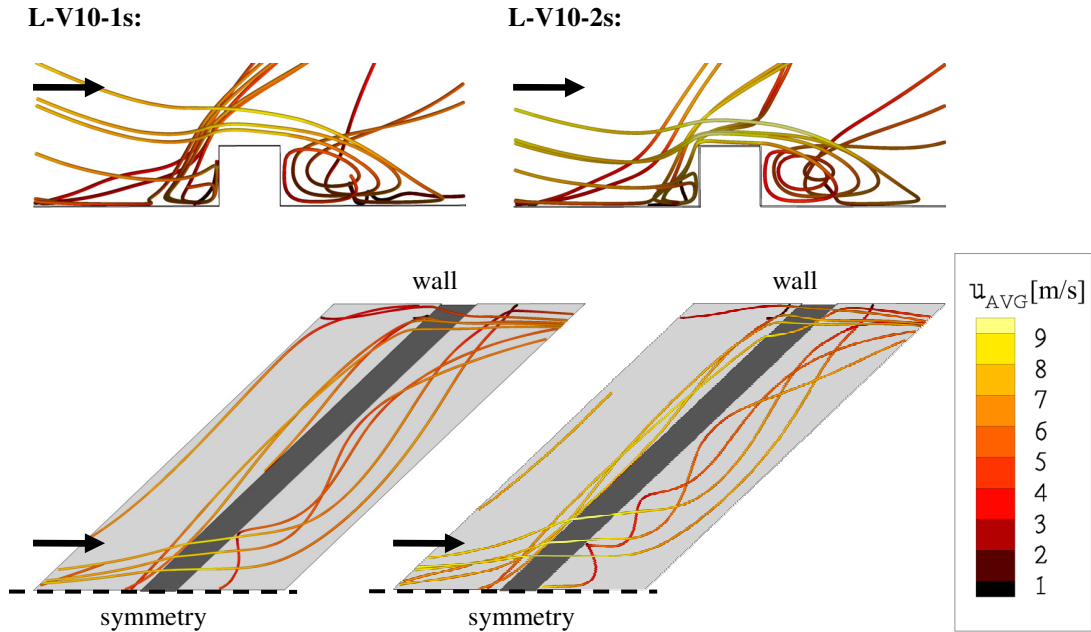 L-V10-1s:
L-V10-2s:
wall
wall
u_AVG[m/s]
9
8
7
6
5
4
3
2
1
symmetry
symmetry